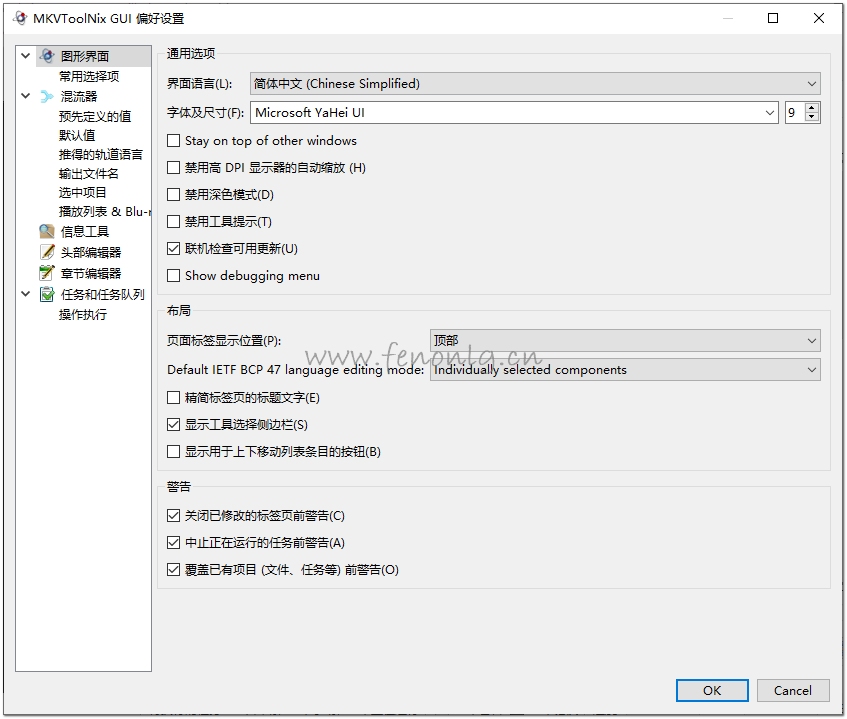 MKVToolNix GUI 偏好设置
图形界面
常用选择项
混流器
预先定义的值
默认值
推得的轨道语言
输出文件名
选中项目
播放列表 & Blu-r
信息工具
头部编辑器
章节编辑器
任务和任务队列
操作执行
通用选项
界面语言(L): 简体中文 (Chinese Simplified)
字体及尺寸(F): Microsoft YaHei UI 9
Stay on top of other windows
禁用高 DPI 显示器的自动缩放 (H)
禁用深色模式(D)
禁用工具提示(T)
联机检查可用更新(U)
Show debugging menu
布局
页面标签显示位置(P): 顶部
www.fenonla.cn
Default IETF BCP 47 language editing mode: Individually selected components
精简标签页的标题文字(E)
显示工具选择侧边栏(S)
显示用于上下移动列表条目的按钮(B)
警告
关闭已修改的标签页前警告(C)
中止正在运行的任务前警告(A)
覆盖已有项目 (文件、任务等) 前警告(O)
OK Cancel